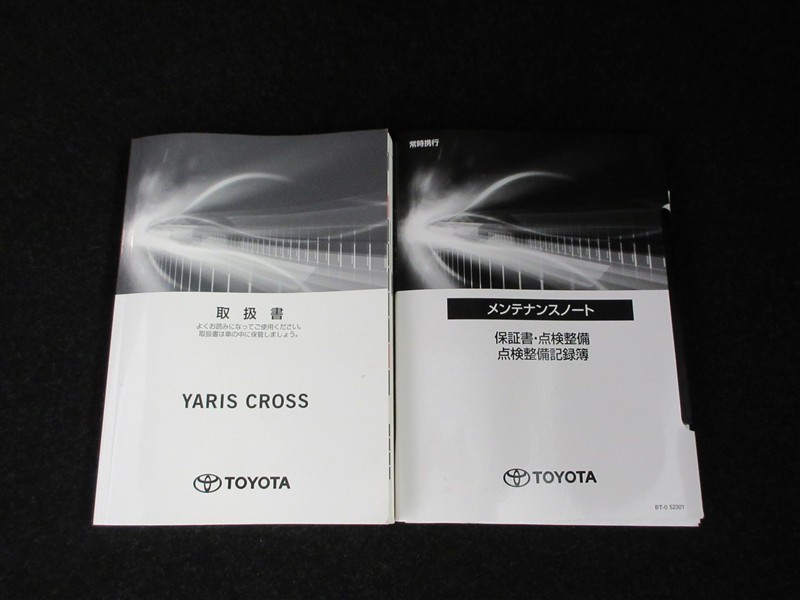 取扱書
よくお読みになってご使用ください。
取扱書は車の中に保管しましょう。
YARIS CROSS
TOYOTA
常時携行
メンテナンスノート
保証書・点検整備
点検整備記録簿
TOYOTA
BT-0 52301